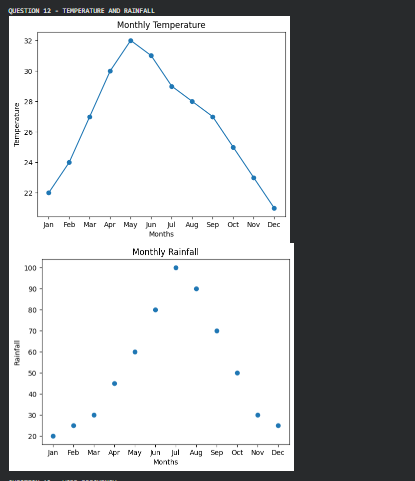 QUESTION 12 - TEMPERATURE AND RAINFALL
Monthly Temperature
32
30
28
26
24
22
Temperature
Jan Feb Mar Apr May Jun Jul Aug Sep Oct Nov Dec
Months
Monthly Rainfall
100
90
80
70
60
50
40
30
20
Rainfall
Jan Feb Mar Apr May Jun Jul Aug Sep Oct Nov Dec
Months